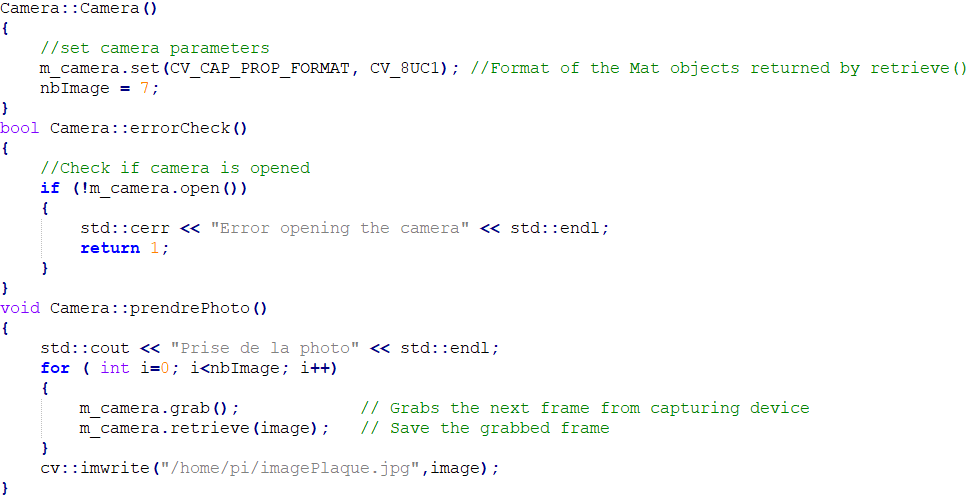 Camera::Camera()
{
    //set camera parameters
    m_camera.set(CV_CAP_PROP_FORMAT, CV_8UC1); //Format of the Mat objects returned by retrieve()
    nbImage = 7;
}
bool Camera::errorCheck()
{
    //Check if camera is opened
    if (!m_camera.open())
    {
        std::cerr << "Error opening the camera" << std::endl;
        return 1;
    }
}
void Camera::prendrePhoto()
{
    std::cout << "Prise de la photo" << std::endl;
    for ( int i=0; i<nbImage; i++)
    {
        m_camera.grab();            // Grabs the next frame from capturing device
        m_camera.retrieve(image);   // Save the grabbed frame
    }
    cv::imwrite("/home/pi/imagePlaque.jpg",image);
}